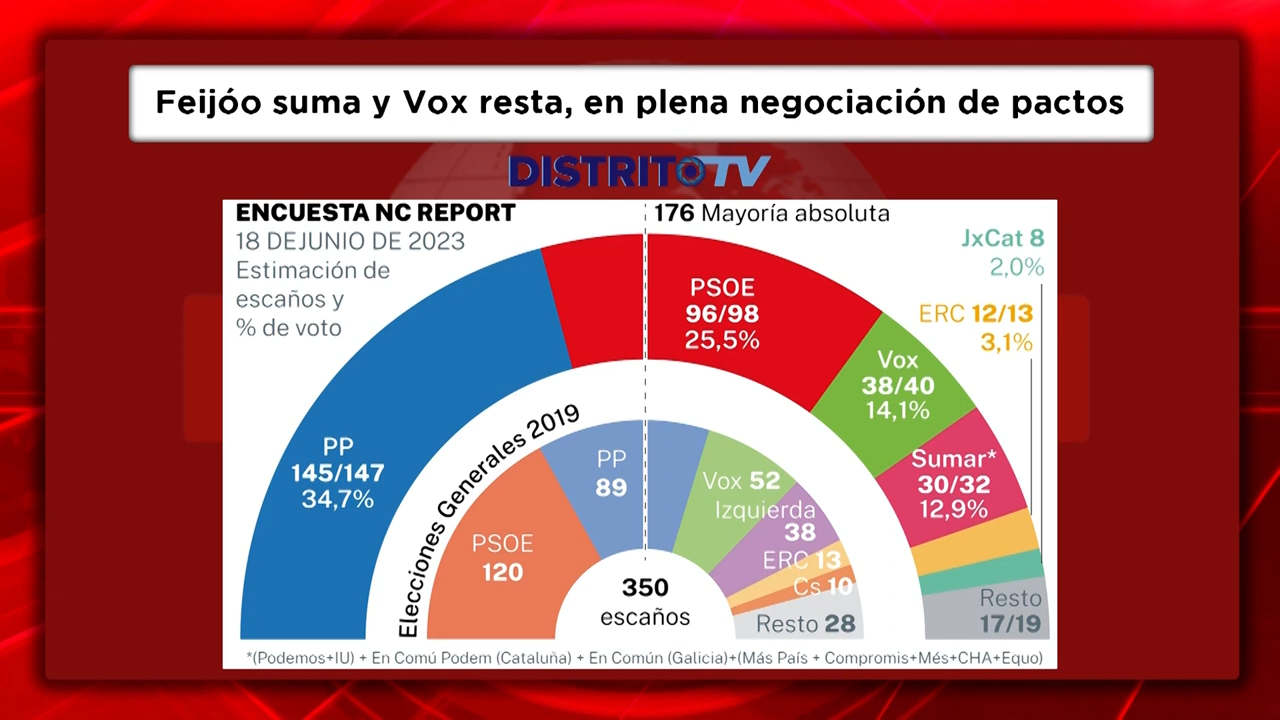 Feijóo suma y Vox resta, en plena negociación de pactos
DISTRITOTV
ENCUESTA NC REPORT
18 DE JUNIO DE 2023
Estimación de
escaños y
% de voto
176 Mayoría absoluta
JxCat 8
2,0%
ERC 12/13
3,1%
PSOE
96/98
25,5%
Vox
38/40
14,1%
Sumar*
30/32
12,9%
PP
145/147
34,7%
Resto
17/19
Elecciones Generales 2019
PSOE
120
PP
89
Vox 52
Izquierda
38
ERC 13
Cs 10
Resto 28
350
escaños
*(Podemos+IU) + En Comú Podem (Cataluña) + En Común (Galicia)+(Más País + Compromis+Més+CHA+Equo)